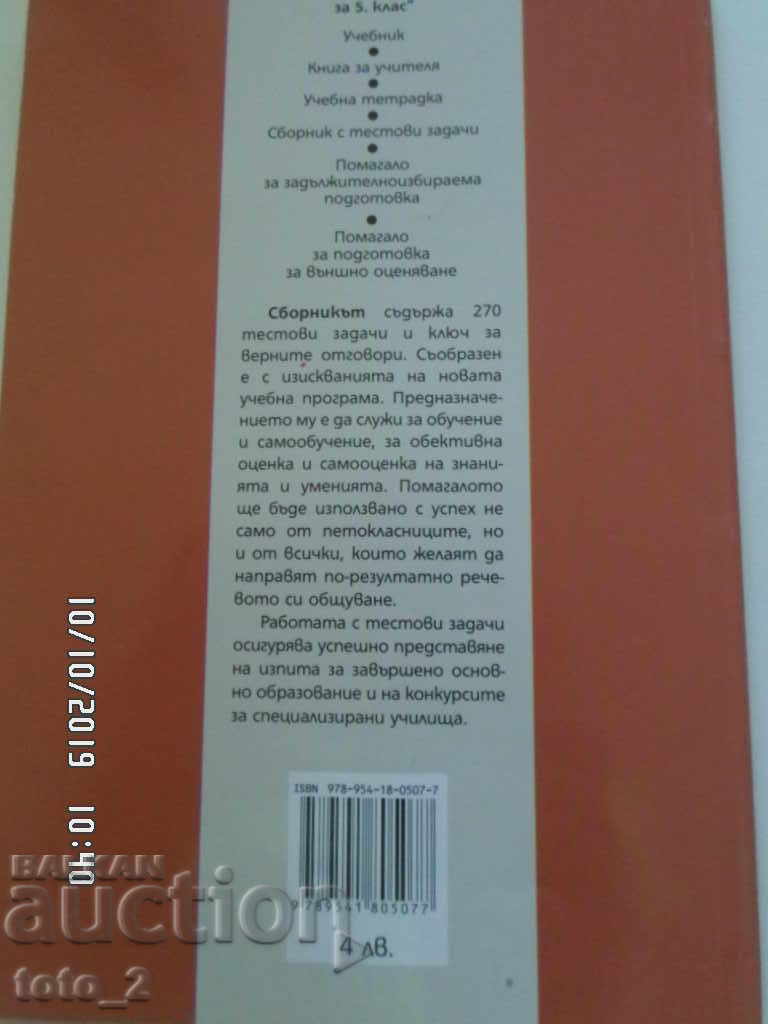 за 5. клас"
Учебник
Книга за учителя
Учебна тетрадка
Сборник с тестови задачи
Помагало
за задължителноизбираема
подготовка
Помагало
за подготовка
за външно оценяване
Сборникът съдържа 270
тестови задачи и ключ за
верните отговори. Съобразен
е с изискванията на новата
учебна програма. Предназначе-
нието му е да служи за обучение
и самообучение, за обективна
оценка и самооценка на знани-
ята и уменията. Помагалото
ще бъде използвано с успех не
само от петокласниците, но
и от всички, които желаят да
направят по-резултатно рече-
вото си общуване.
Работата с тестови задачи
осигурява успешно представяне
на изпита за завършено основ-
но образование и на конкурсите
за специализирани училища.
ISBN 978-954-18-0507-7
9 789541 805077
4 лв.
10/10/2019 10:40
BALKAN
auction
toto_2